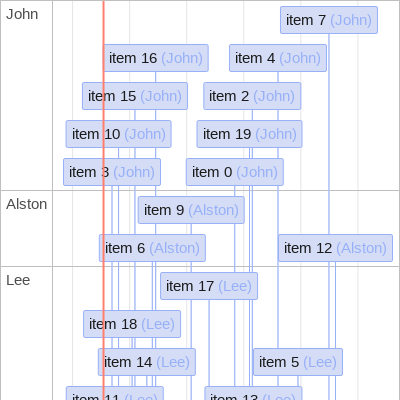 John
item 7 (John)
item 16 (John)
item 4 (John)
item 15 (John)
item 2 (John)
item 10 (John)
item 19 (John)
item 3 (John)
item 0 (John)
Alston
item 9 (Alston)
item 6 (Alston)
item 12 (Alston)
Lee
item 17 (Lee)
item 18 (Lee)
item 14 (Lee)
item 5 (Lee)
item 11 (Lee)
item 13 (Lee)